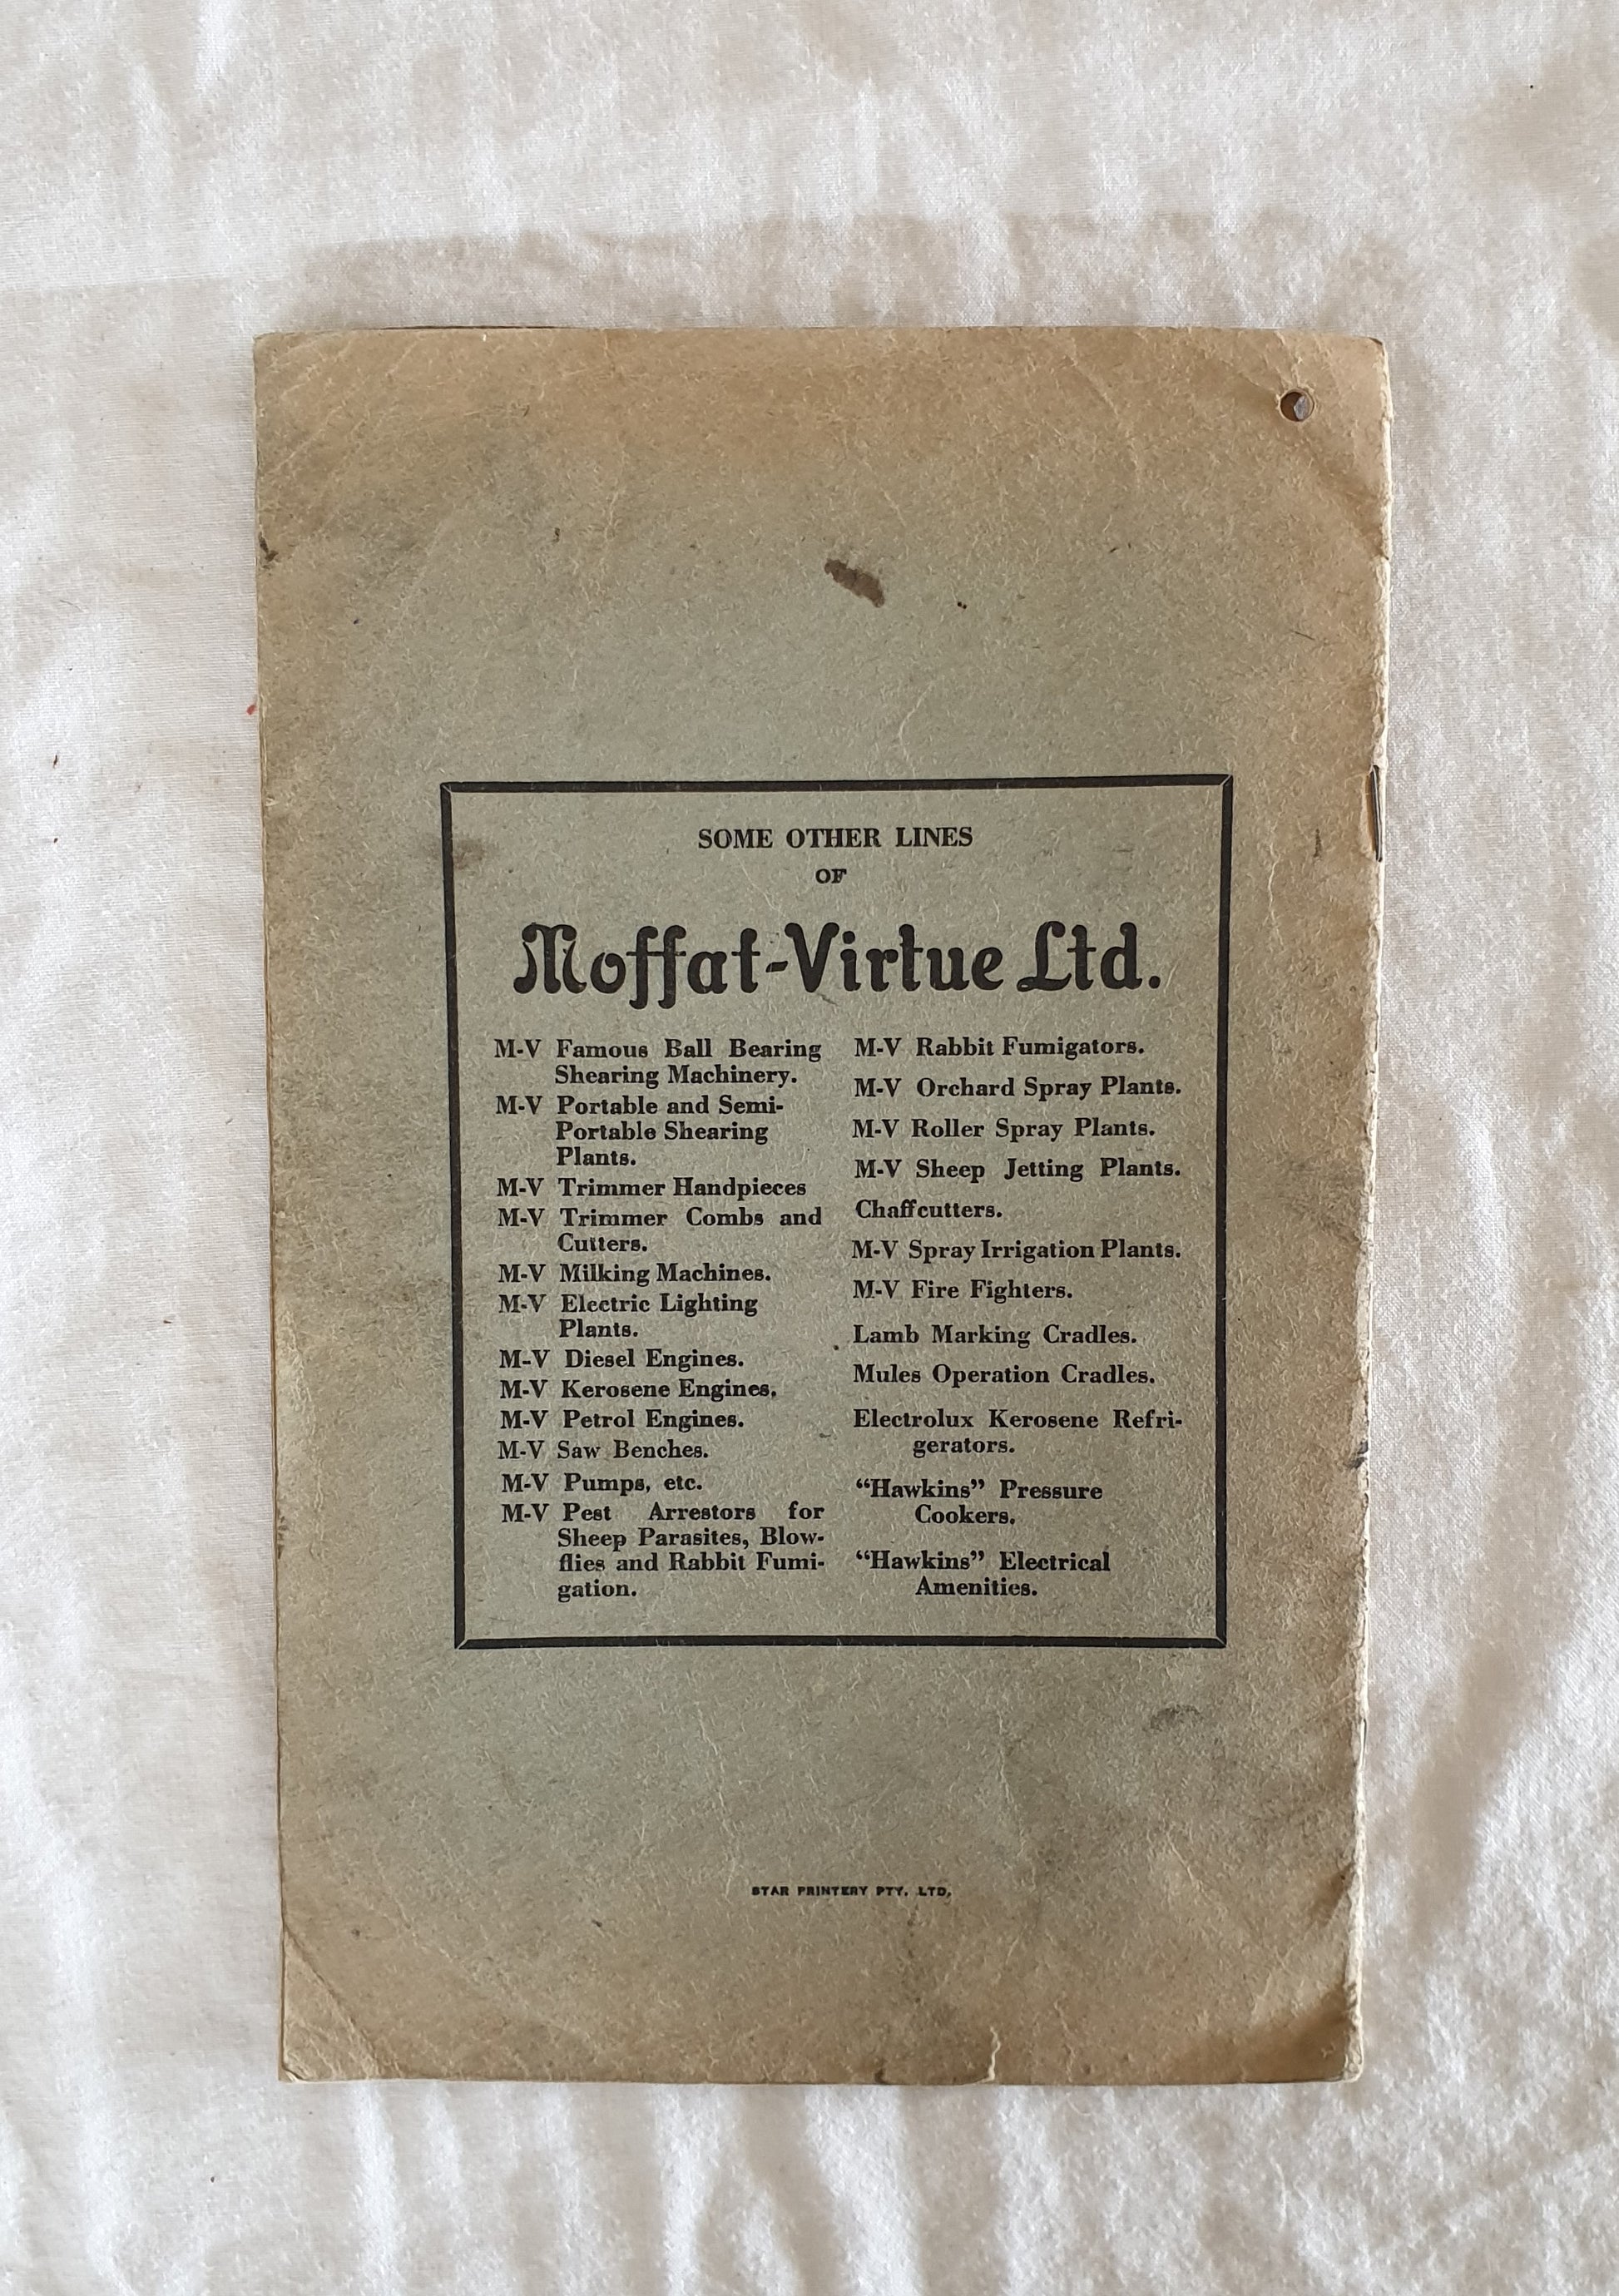 SOME OTHER LINES
OF
Moffat-Virtue Ltd.
M-V Famous Ball Bearing
Shearing Machinery.
M-V Portable and Semi-
Portable Shearing
Plants.
M-V Trimmer Handpieces
M-V Trimmer Combs and
Cutters.
M-V Milking Machines.
M-V Electric Lighting
Plants.
M-V Diesel Engines.
M-V Kerosene Engines.
M-V Petrol Engines.
M-V Saw Benches.
M-V Pumps, etc.
M-V Pest Arrestors for
Sheep Parasites, Blow-
flies and Rabbit Fumi-
gation.
M-V Rabbit Fumigators.
M-V Orchard Spray Plants.
M-V Roller Spray Plants.
M-V Sheep Jetting Plants.
Chaffcutters.
M-V Spray Irrigation Plants.
M-V Fire Fighters.
Lamb Marking Cradles.
Mules Operation Cradles.
Electrolux Kerosene Refri-
gerators.
“Hawkins” Pressure
Cookers.
“Hawkins” Electrical
Amenities.
STAR PRINTERY PTY. LTD.